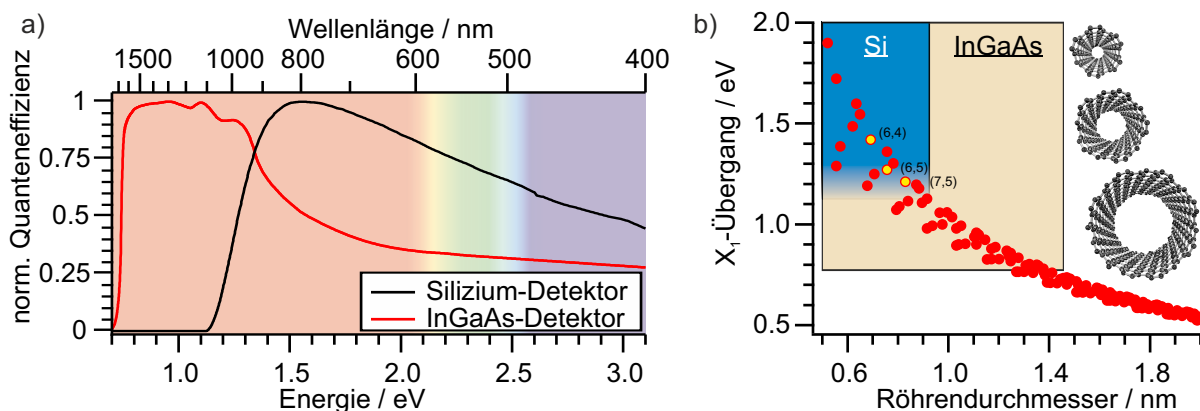 a)
Wellenlänge / nm
1500 1000 800 600 500 400
norm. Quanteneffizienz
1
0.75
0.5
0.25
0
Silizium-Detektor
InGaAs-Detektor
1.0 1.5 2.0 2.5 3.0
Energie / eV
b)
X₁-Übergang / eV
2.0
1.5
1.0
0.5
Si
InGaAs
(6,4)
(6,5)
(7,5)
0.6 1.0 1.4 1.8
Röhrendurchmesser / nm